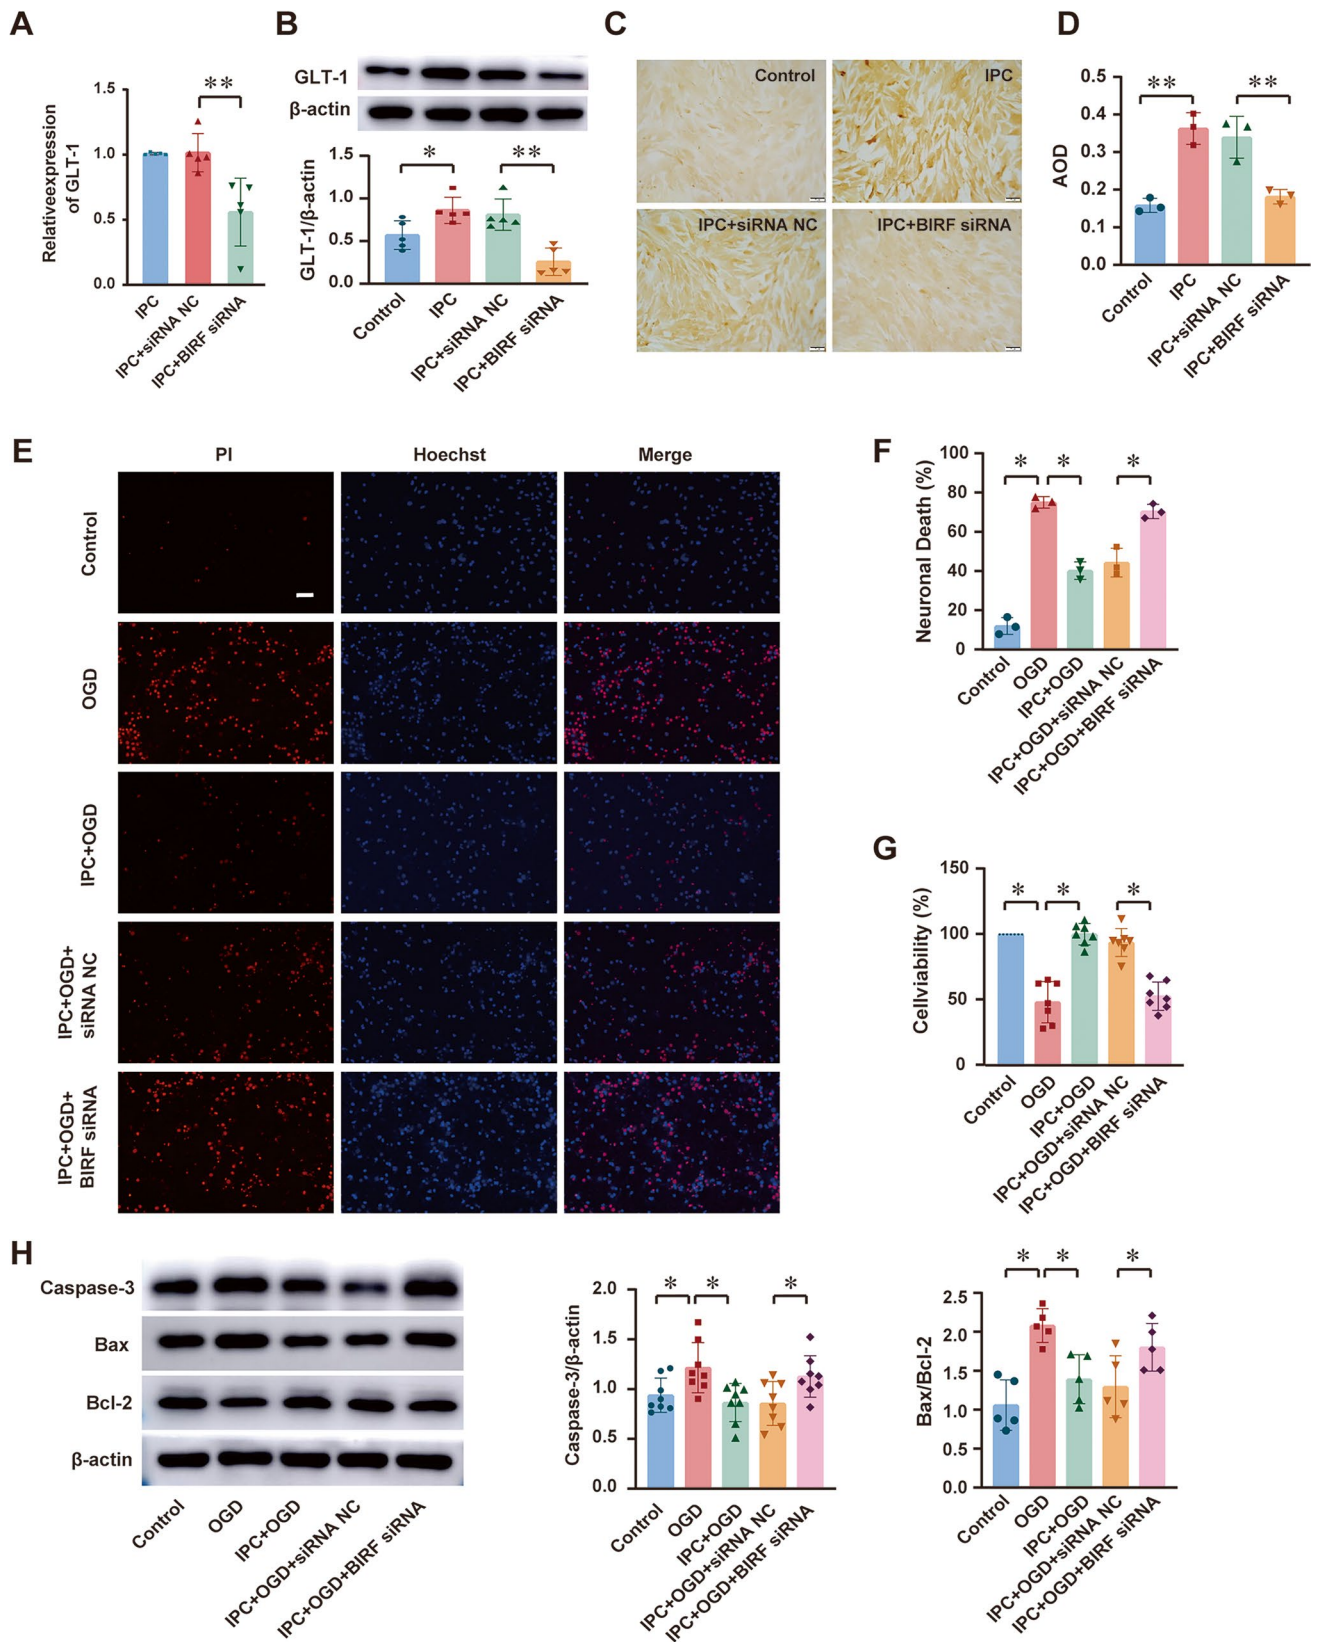 A
1.5
1.0
0.5
0.0
Relativeexpression
of GLT-1
**
IPC
IPC+siRNA NC
IPC+BIRF siRNA
B
GLT-1
β-actin
1.5
1.0
0.5
0.0
GLT-1/β-actin
*
**
Control
IPC
IPC+siRNA NC
IPC+BIRF siRNA
C
Control
IPC
IPC+siRNA NC
IPC+BIRF siRNA
D
0.5
0.4
0.3
0.2
0.1
0.0
AOD
**
**
Control
IPC
IPC+siRNA NC
IPC+BIRF siRNA
E
PI
Hoechst
Merge
Control
OGD
IPC+OGD
IPC+OGD+
siRNA NC
IPC+OGD+
BIRF siRNA
F
100
80
60
40
20
0
Neuronal Death (%)
*
*
*
Control
OGD
IPC+OGD
IPC+OGD+siRNA NC
IPC+OGD+BIRF siRNA
G
150
100
50
0
Cellviability (%)
*
*
*
Control
OGD
IPC+OGD
IPC+OGD+siRNA NC
IPC+OGD+BIRF siRNA
H
Caspase-3
Bax
Bcl-2
β-actin
Control
OGD
IPC+OGD
IPC+OGD+siRNA NC
IPC+OGD+BIRF siRNA
2.0
1.5
1.0
0.5
0.0
Caspase-3/β-actin
*
*
*
Control
OGD
IPC+OGD
IPC+OGD+siRNA NC
IPC+OGD+BIRF siRNA
2.5
2.0
1.5
1.0
0.5
0.0
Bax/Bcl-2
*
*
*
Control
OGD
IPC+OGD
IPC+OGD+siRNA NC
IPC+OGD+BIRF siRNA